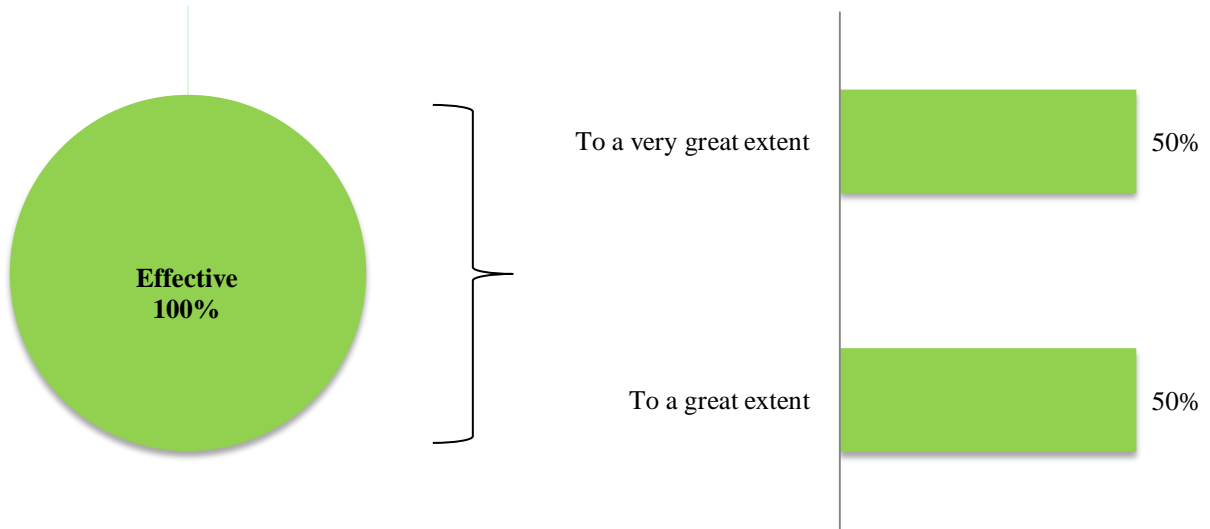 Effective
100%
To a very great extent
50%
To a great extent
50%